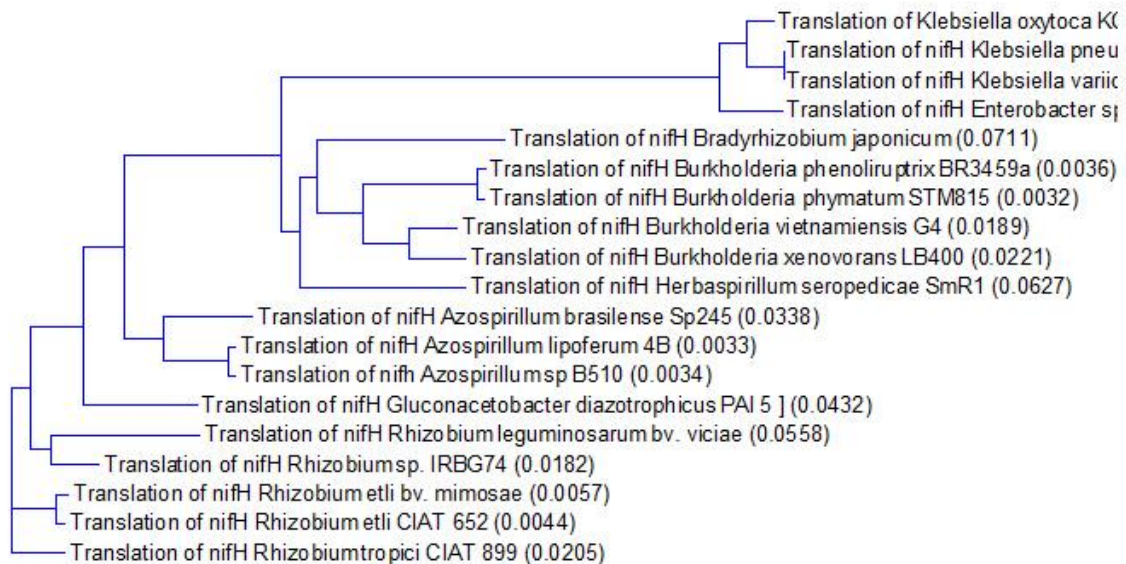 Translation of Klebsiella oxytoca
Translation of nifH Klebsiella
Translation of nifH Klebsiella
Translation of nifH Enterobacter
Translation of nifH Bradyrhizobium japonicum (0.0711)
Translation of nifH Burkholderia phenoliruptrix BR3459a (0.0036)
Translation of nifH Burkholderia phymatum STM815 (0.0032)
Translation of nifH Burkholderia vietnamiensis G4 (0.0189)
Translation of nifH Burkholderia xenovorans LB400 (0.0221)
Translation of nifH Herbaspirillum seropedicae SmR1 (0.0627)
Translation of nifH Azospirillum brasilense Sp245 (0.0338)
Translation of nifH Azospirillum lipoferum 4B (0.0033)
Translation of nifh Azospirillum sp B510 (0.0034)
Translation of nifH Gluconacetobacter diazotrophicus PAl 5 ] (0.0432)
Translation of nifH Rhizobium leguminosarum bv. viciae (0.0558)
Translation of nifH Rhizobium sp. IRBG74 (0.0182)
Translation of nifH Rhizobium etli bv. mimosae (0.0057)
Translation of nifH Rhizobium etli CIAT 652 (0.0044)
Translation of nifH Rhizobium tropici CIAT 899 (0.0205)